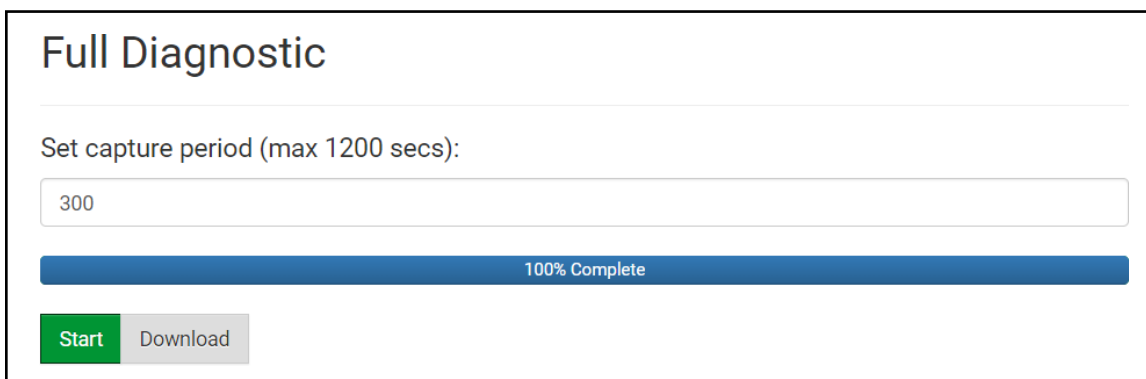 Full Diagnostic
Set capture period (max 1200 secs):
300
100% Complete
Start Download